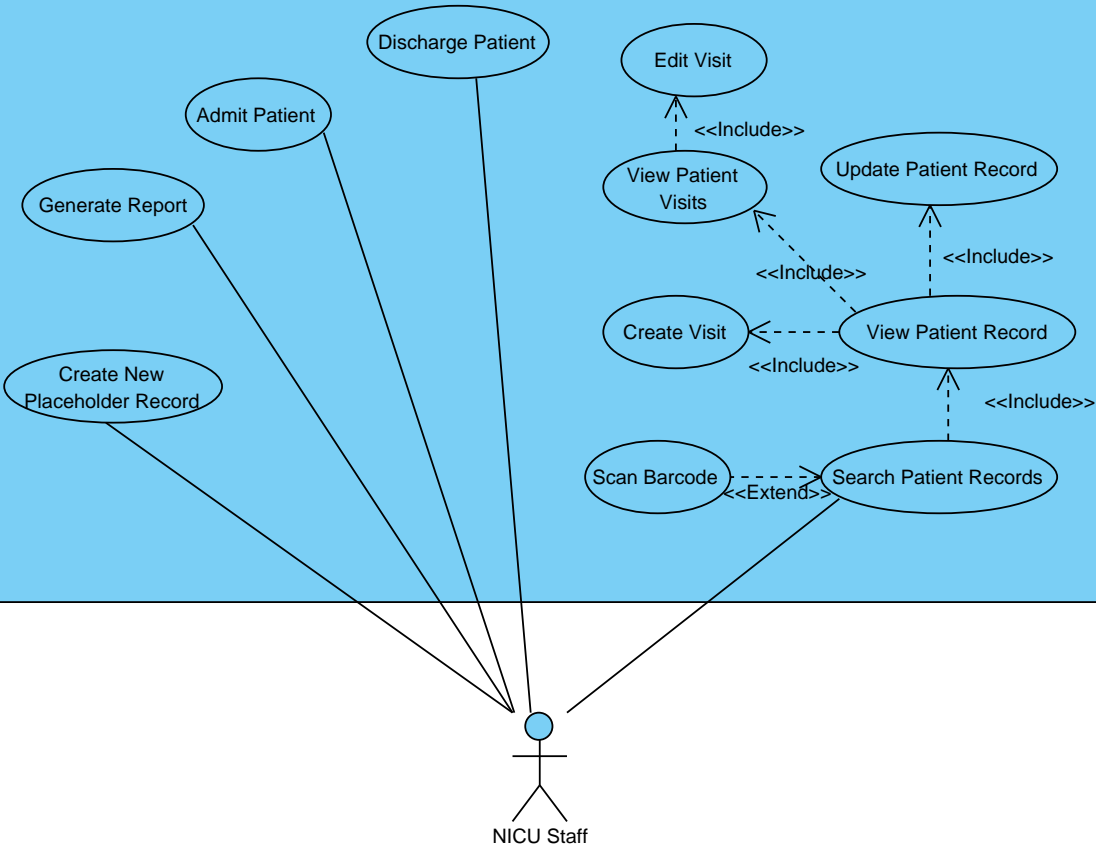 Discharge Patient
Edit Visit
Admit Patient
<<Include>>
View Patient
Visits
Update Patient Record
Generate Report
<<Include>>
<<Include>>
Create Visit
View Patient Record
<<Include>>
Create New
Placeholder Record
<<Include>>
Scan Barcode
<<Extend>>
Search Patient Records
NICU Staff